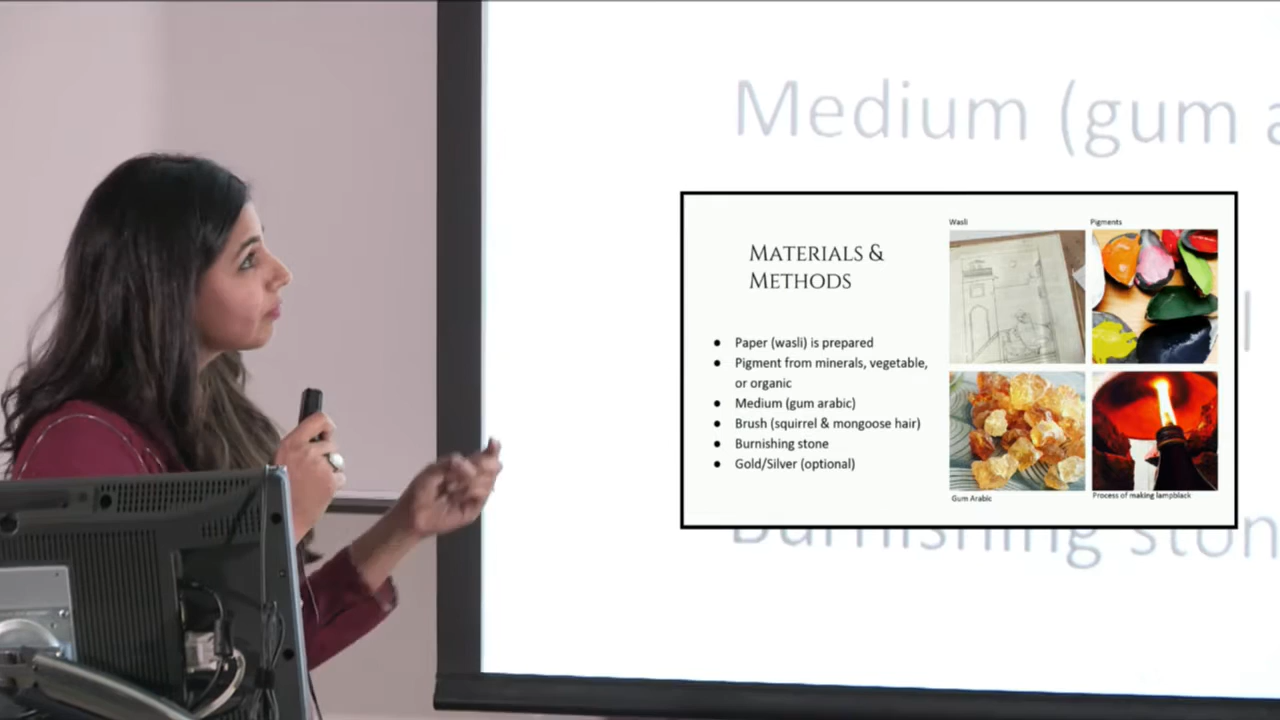 Medium (gum
Wasli
Pigments
MATERIALS &
METHODS
● Paper (wasli) is prepared
● Pigment from minerals, vegetable,
or organic
● Medium (gum arabic)
● Brush (squirrel & mongoose hair)
● Burnishing stone
● Gold/Silver (optional)
Gum Arabic
Process of making lampblack
Burnishing ston